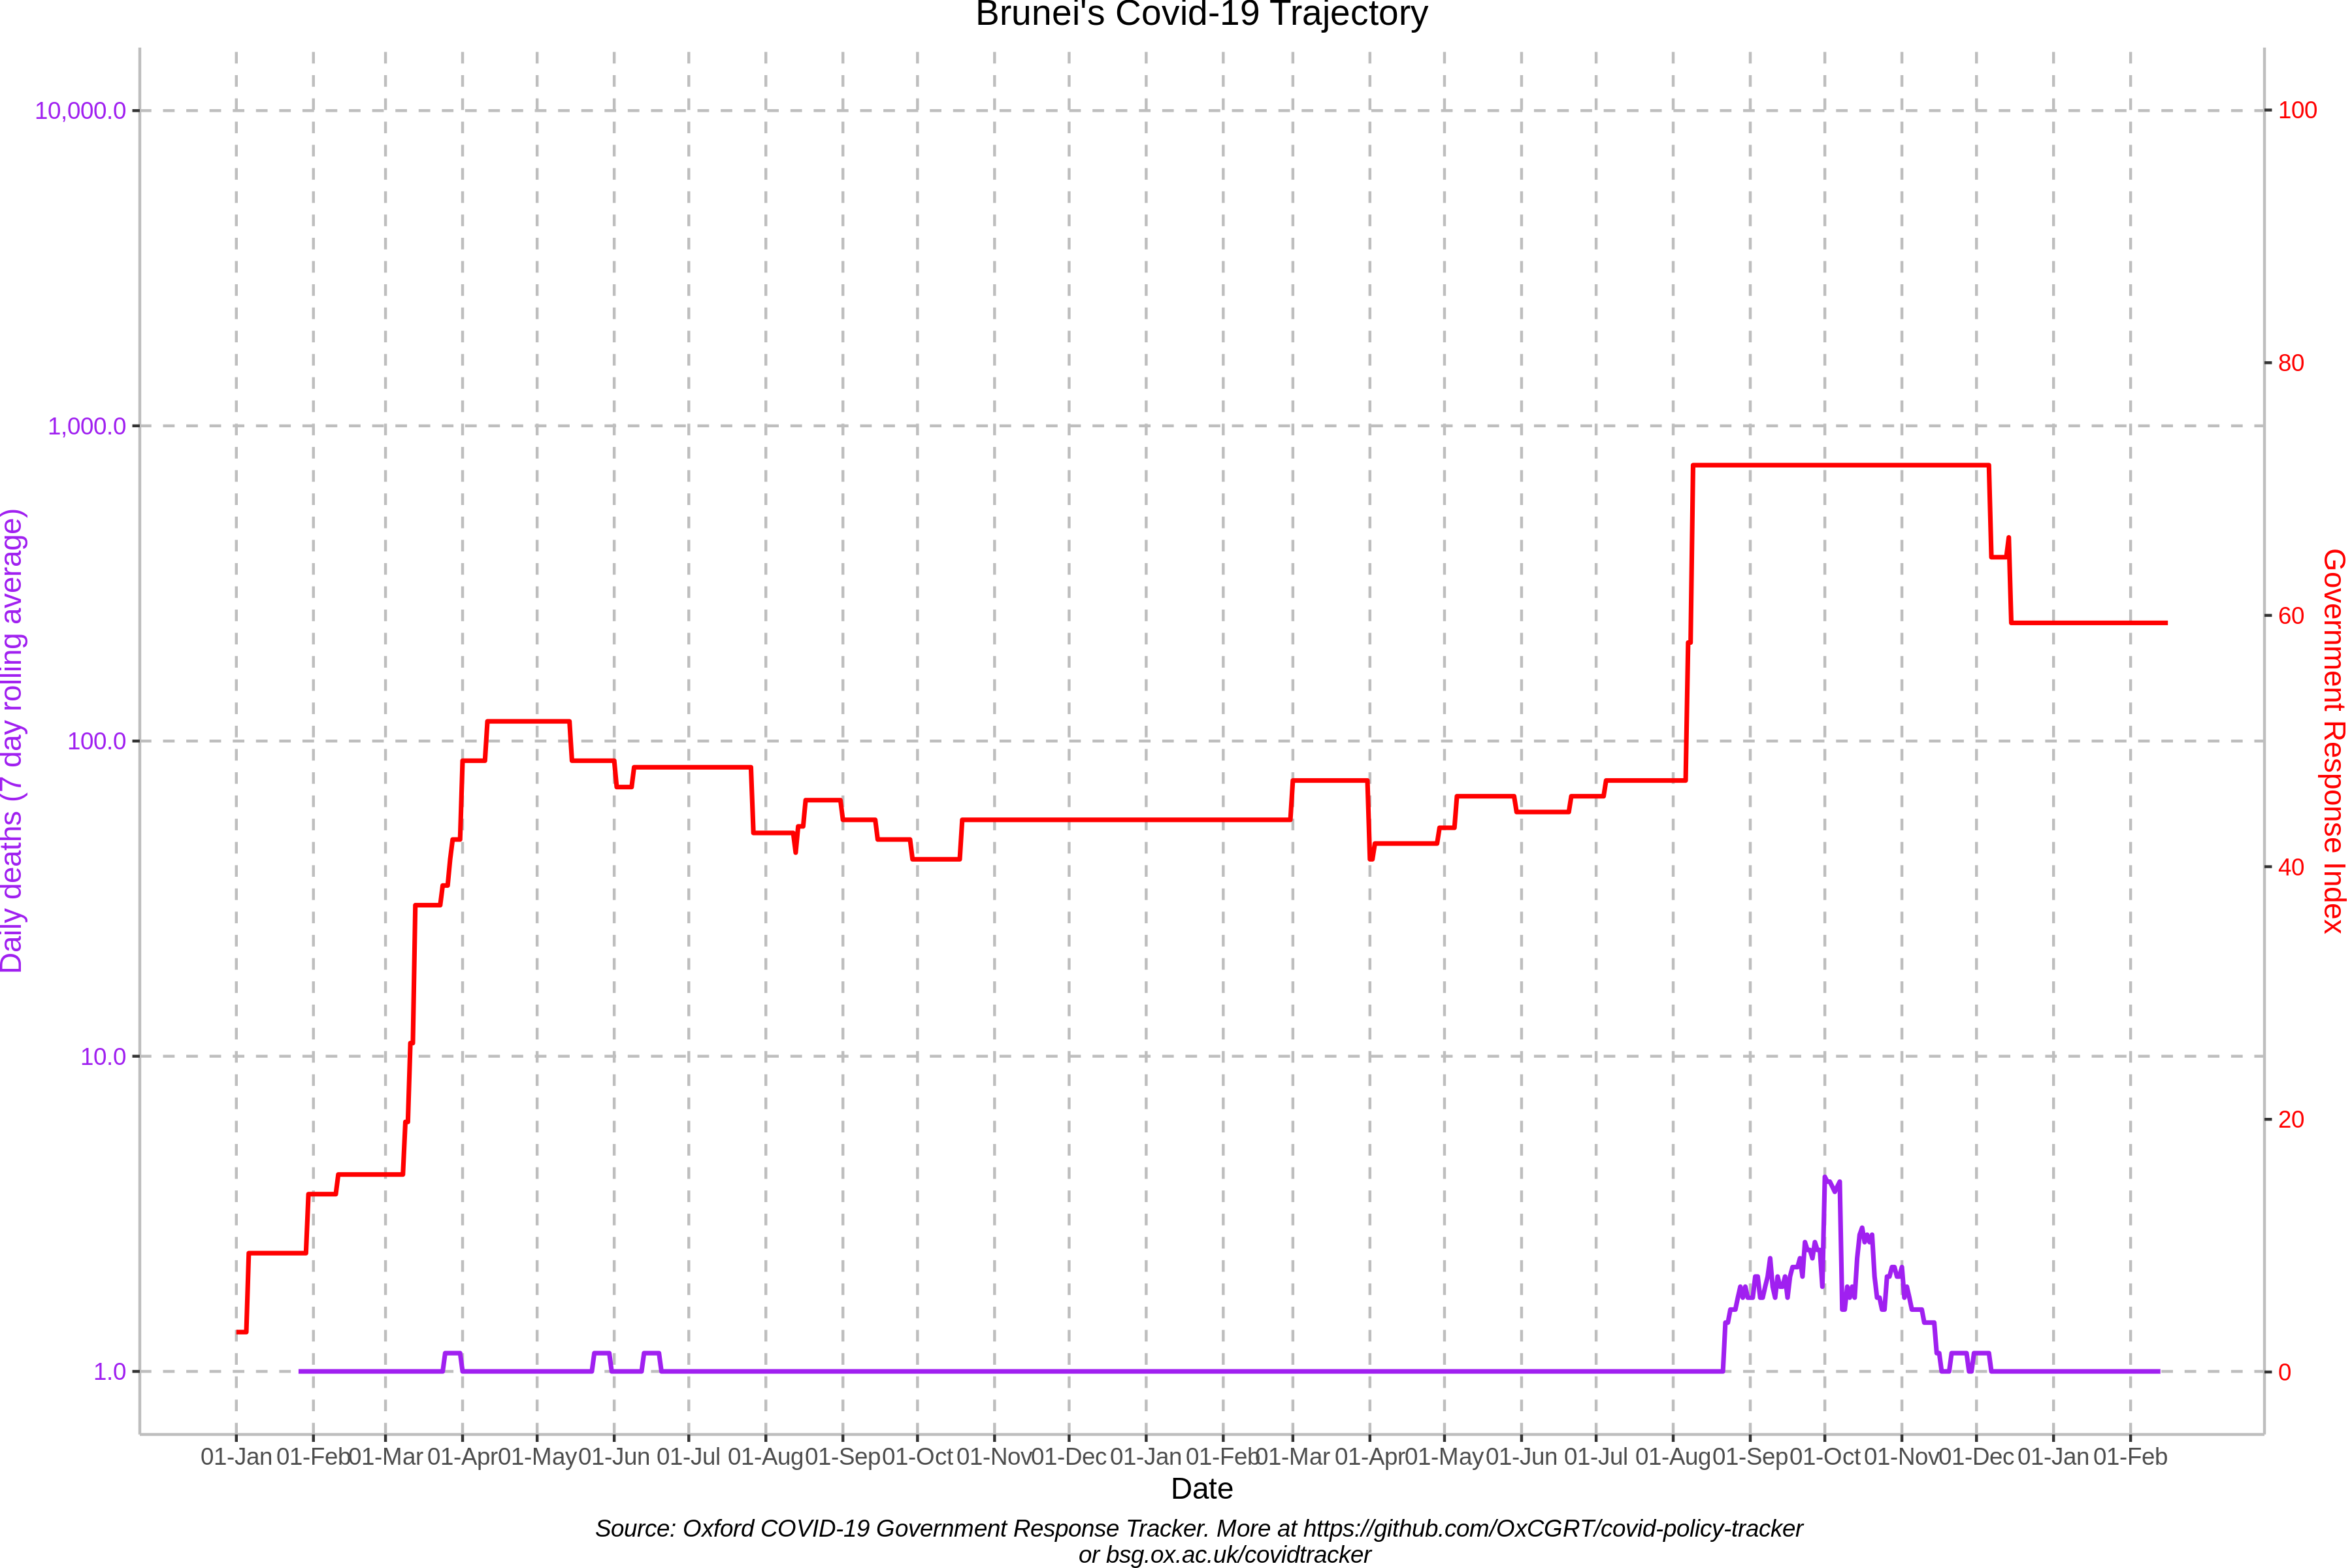 Brunei's Covid-19 Trajectory
10,000.0
1,000.0
100.0
10.0
1.0
Daily deaths (7 day rolling average)
100
80
60
40
20
0
Government Response Index
01-Jan 01-Feb 01-Mar 01-Apr 01-May 01-Jun 01-Jul 01-Aug 01-Sep 01-Oct 01-Nov 01-Dec 01-Jan 01-Feb 01-Mar 01-Apr 01-May 01-Jun 01-Jul 01-Aug 01-Sep 01-Oct 01-Nov 01-Dec 01-Jan 01-Feb
Date
Source: Oxford COVID-19 Government Response Tracker. More at https://github.com/OxCGRT/covid-policy-tracker
or bsg.ox.ac.uk/covidtracker